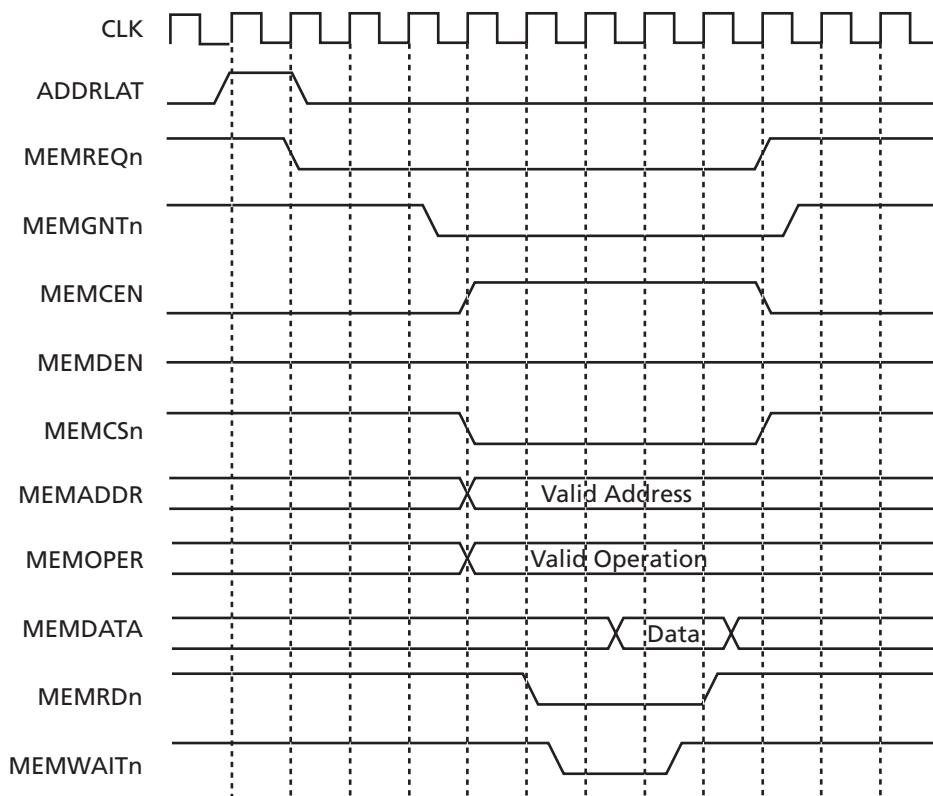 CLK
ADDRLAT
MEMREQn
MEMGNTn
MEMCEN
MEMDEN
MEMCSn
MEMADDR
Valid Address
MEMOPER
Valid Operation
MEMDATA
Data
MEMRDn
MEMWAITn